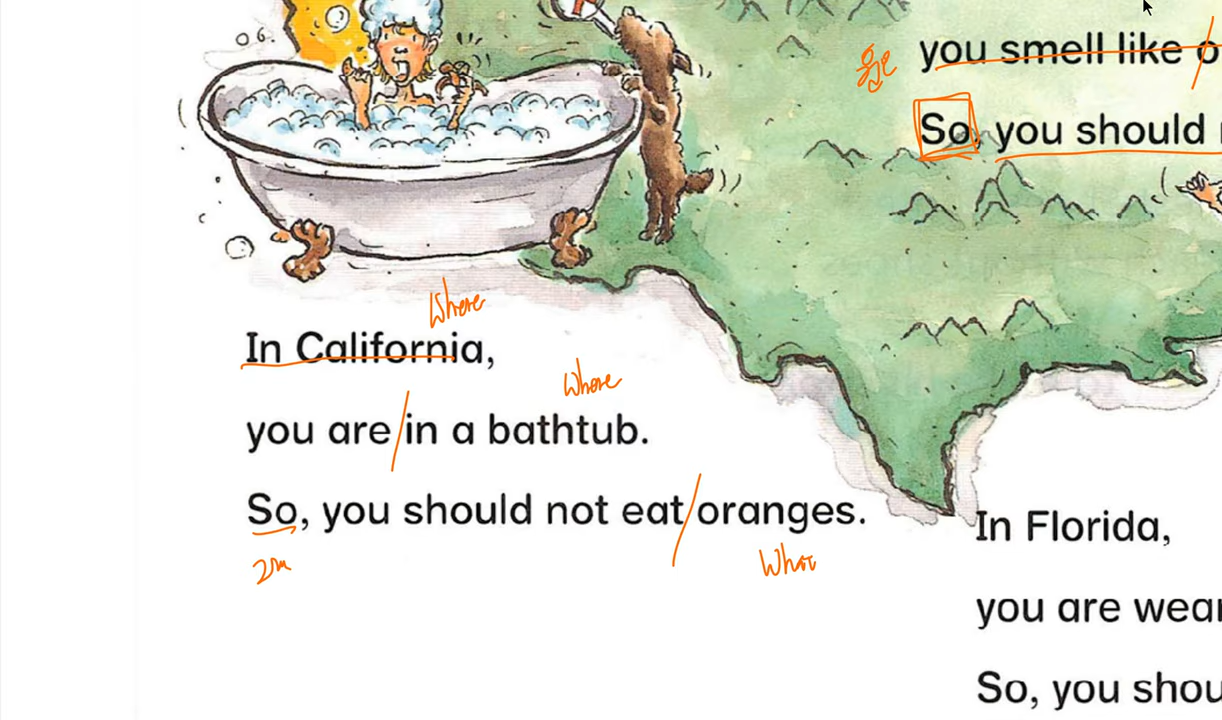 you smell like
So, you should
Where
In California,
Where
you are/in a bathtub.
So, you should not eat/oranges.
What
In Florida,
you are wear
So, you shou